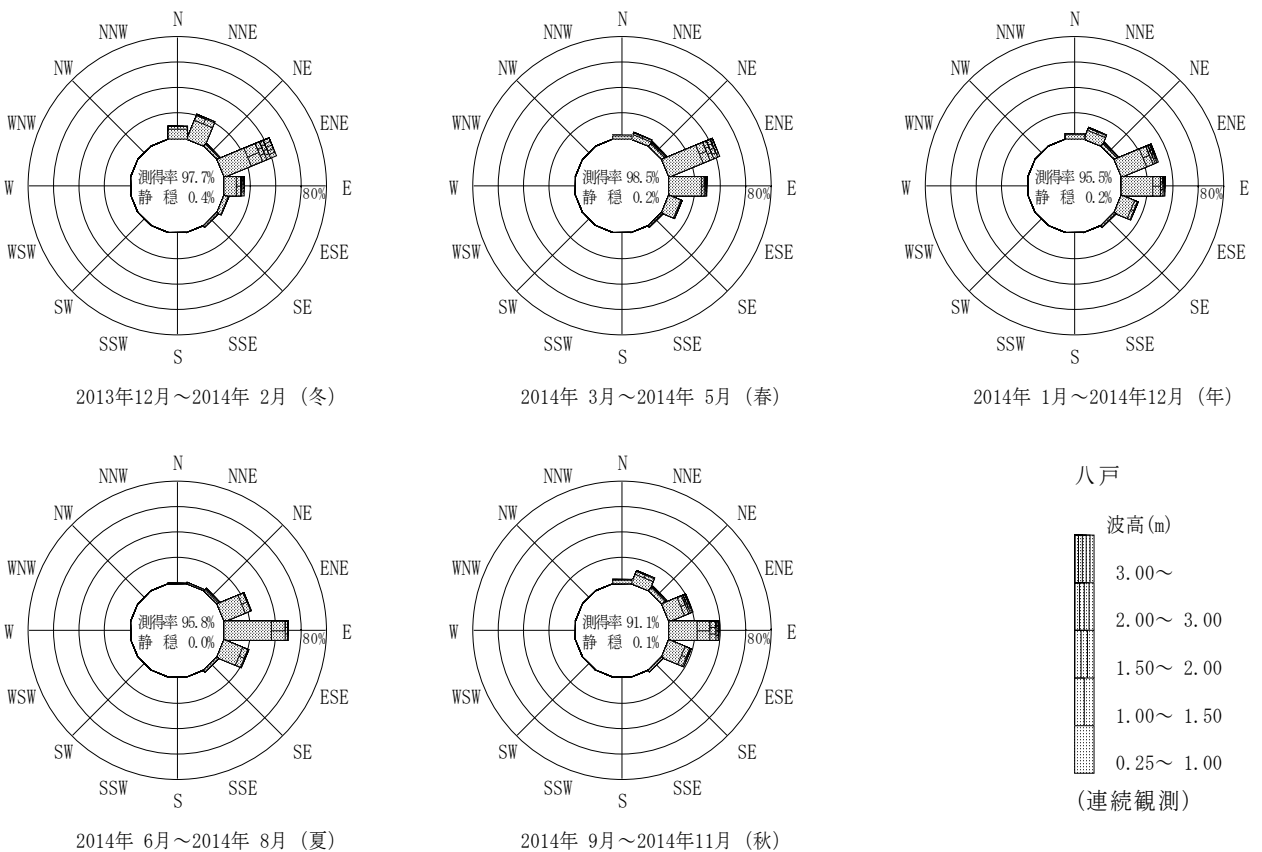 N
NNW NNE
NW NE
WNW ENE
測得率 97.7%
W 80% E
静 穏 0.4%
WSW ESE
SW SE
SSW SSE
S
2013年12月～2014年 2月 (冬)
N
NNW NNE
NW NE
WNW ENE
測得率 98.5%
W 80% E
静 穏 0.2%
WSW ESE
SW SE
SSW SSE
S
2014年 3月～2014年 5月 (春)
N
NNW NNE
NW NE
WNW ENE
測得率 95.5%
W 80% E
静 穏 0.2%
WSW ESE
SW SE
SSW SSE
S
2014年 1月～2014年12月 (年)
N
NNW NNE
NW NE
WNW ENE
測得率 95.8%
W 80% E
静 穏 0.0%
WSW ESE
SW SE
SSW SSE
S
2014年 6月～2014年 8月 (夏)
N
NNW NNE
NW NE
WNW ENE
測得率 91.1%
W 80% E
静 穏 0.1%
WSW ESE
SW SE
SSW SSE
S
2014年 9月～2014年11月 (秋)
八戸
波高(m)
3.00～
2.00～ 3.00
1.50～ 2.00
1.00～ 1.50
0.25～ 1.00
(連続観測)